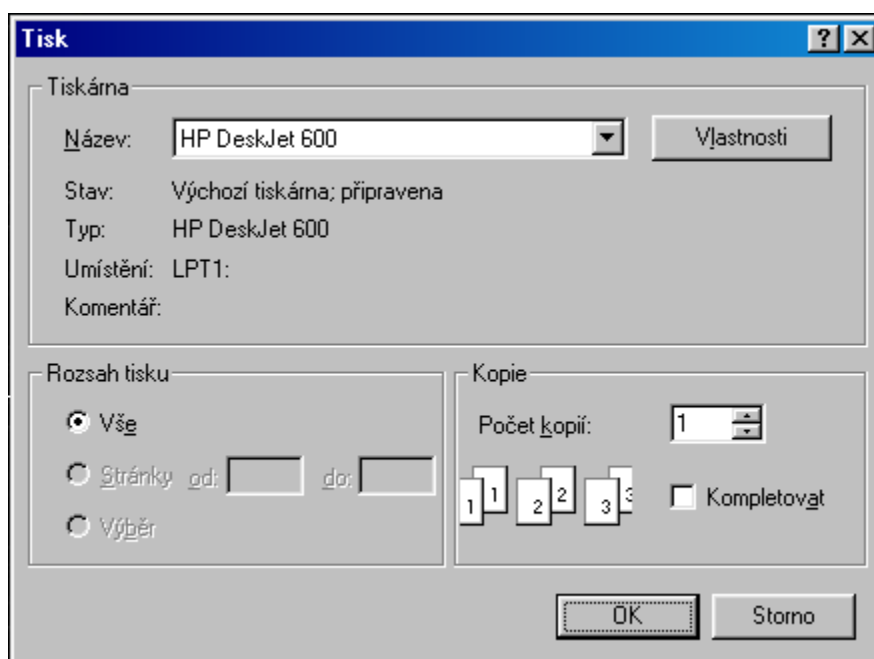 Tisk
Tiskárna
Název: HP DeskJet 600 Vlastnosti
Stav: Výchozí tiskárna; připravena
Typ: HP DeskJet 600
Umístění: LPT1:
Komentář:
Rozsah tisku
Vše
Stránky od: do:
Výběr
Kopie
Počet kopií: 1
1 1 2 2 3 3 Kompletovat
OK Storno